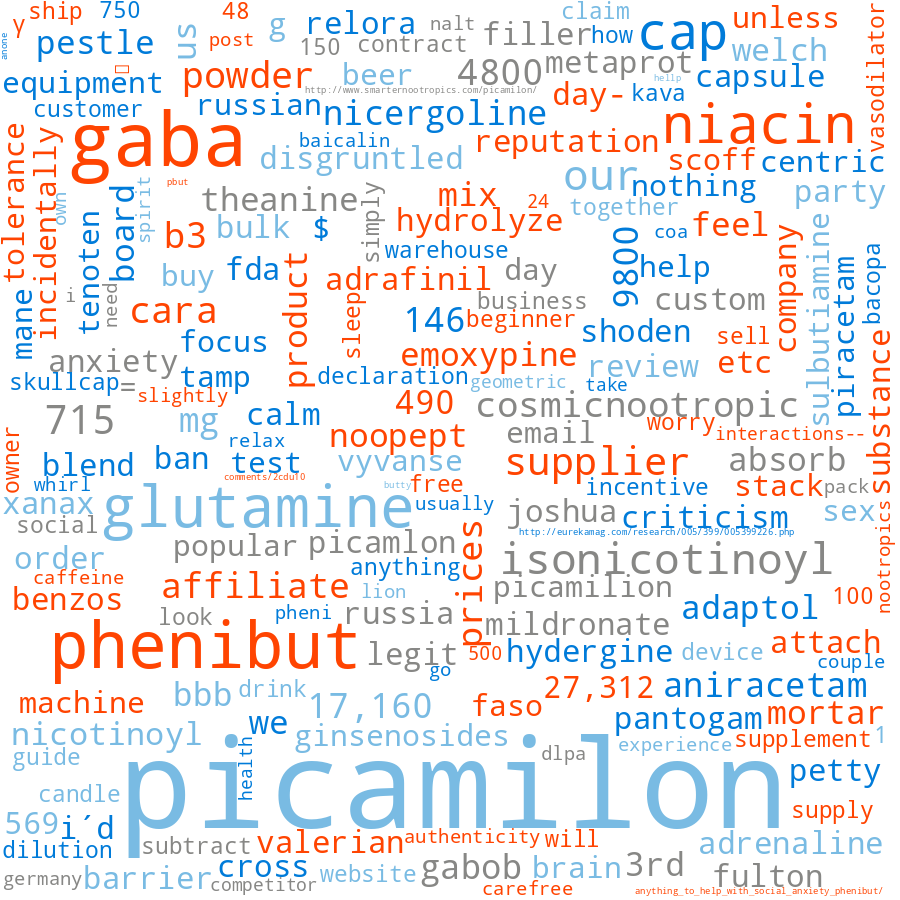 ship 750
48
y
anone
pestle
us
g
relora
nalt
post
150 contract
filler
how
claim
cap
unless
welch
vasodilator
equipment
powder
beer
4800
metaprot
capsule
hellp
http://www.smarternootropics.com/picamilon/
customer
russian
nicergoline
day-
kava
gaba
baicalin
disgruntled
reputation
niacin
scoff
centric
tolerance
incidentally
own
spirit
pbut
theanine
simply
mix
24
our
nothing
party
together
board
b3
bulk
$
hydrolyze
coa
feel
tenoten
buy
fda
warehouse
day
9800
help
company
sulbutiamine
piracetam
bacopa
mane
i
need
cara
product
sleep
adrafinil
business
custom
146
beginner
shoden
sell
focus
anxiety
emoxypine
review
etc
substance
skullcap
=
tamp
declaration
geometric
take
slightly
715
mg
calm
490
cosmicnootropic
worry
interactions--
owner
relax
noopept
email
blend
ban
test
vyvanse
supplier
absorb
whirl
comments/2cdu10
butty
free
incentive
stack
pack
xanax
glutamine
usually
joshua
criticism
sex
social
http://eurekamag.com/research/005/399/005399226.php
order
popular
picamlon
prices
isonicotinoyl
nootropics
caffeine
anything
benzos
affiliate
lion
picamilion
100
look
pheni
russia
mildronate
adaptol
phenibut
legit
500
hydergine
device
attach
couple
go
machine
bbb
drink
17,160
faso
27,312
aniracetam
we
pantogam
mortar
nicotinoyl
ginsenosides
experience
supplement
1
guide
health
dlpa
picamilon
petty
candle
supply
569
i´d
dilution
subtract
valerian
authenticity
will
adrenaline
germany
barrier
cross
competitor
website
gabob
brain
3rd
fulton
carefree
anything_to_help_with_social_anxiety_phenibut/